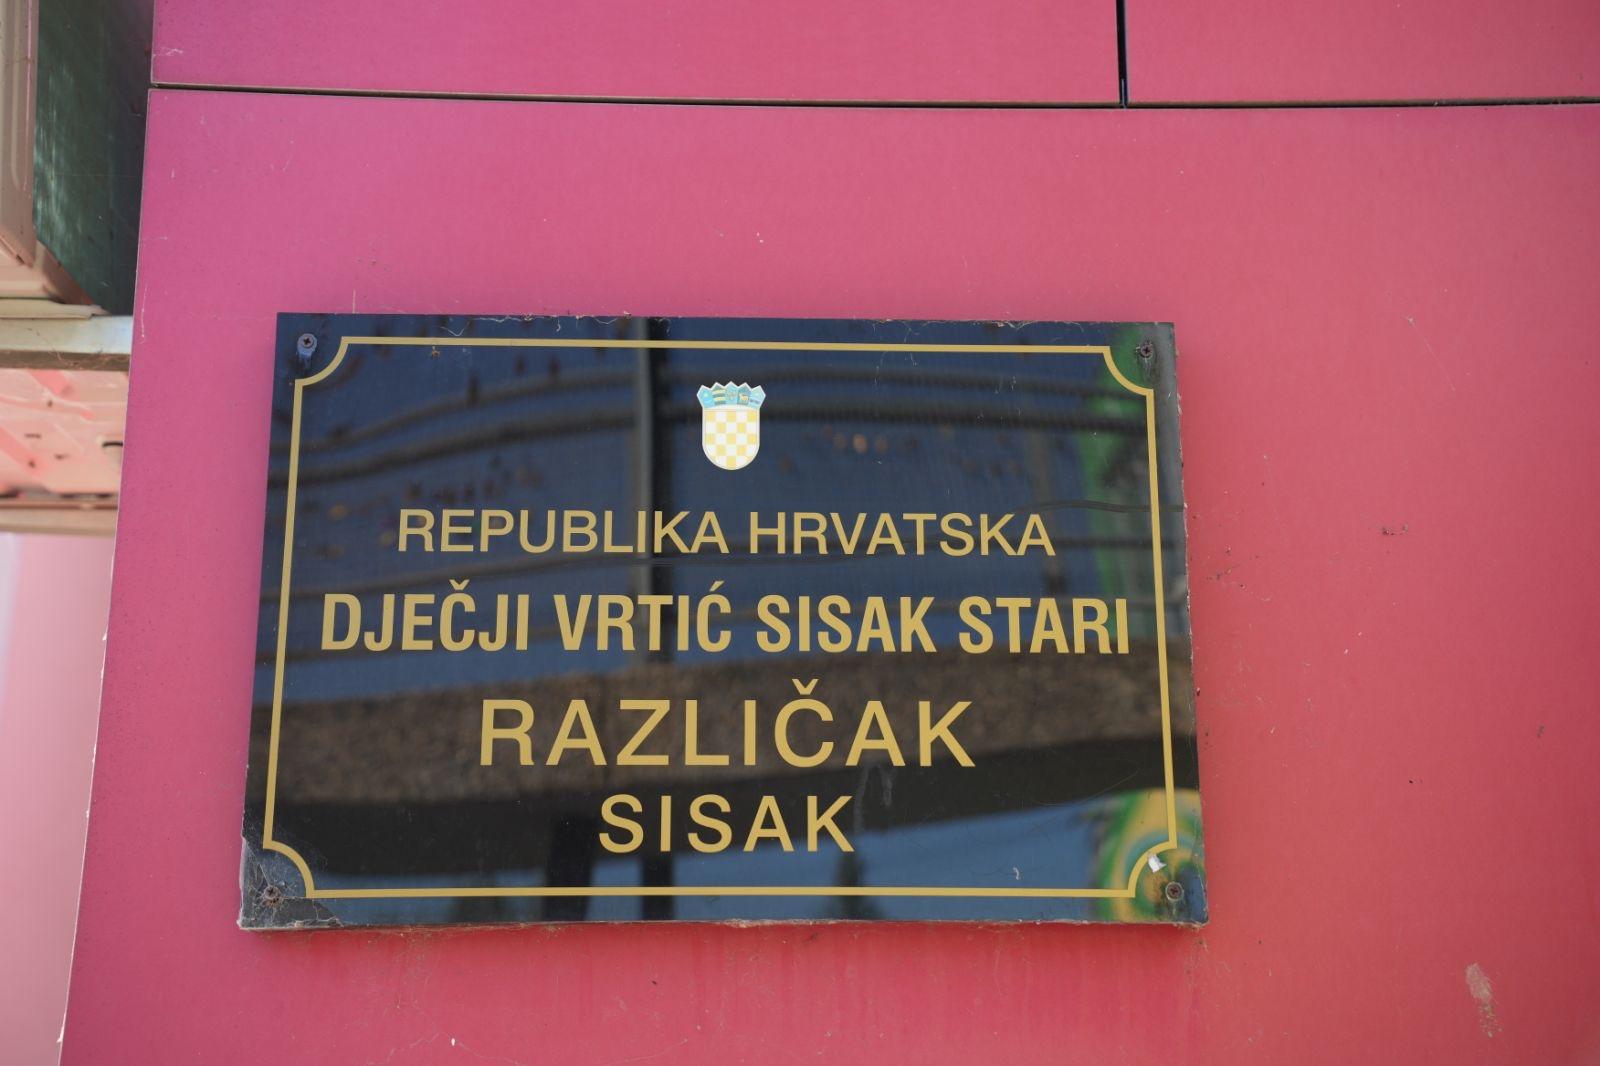 REPUBLIKA HRVATSKA
DJEČJI VRTIĆ SISAK STARI
RAZLIČAK
SISAK